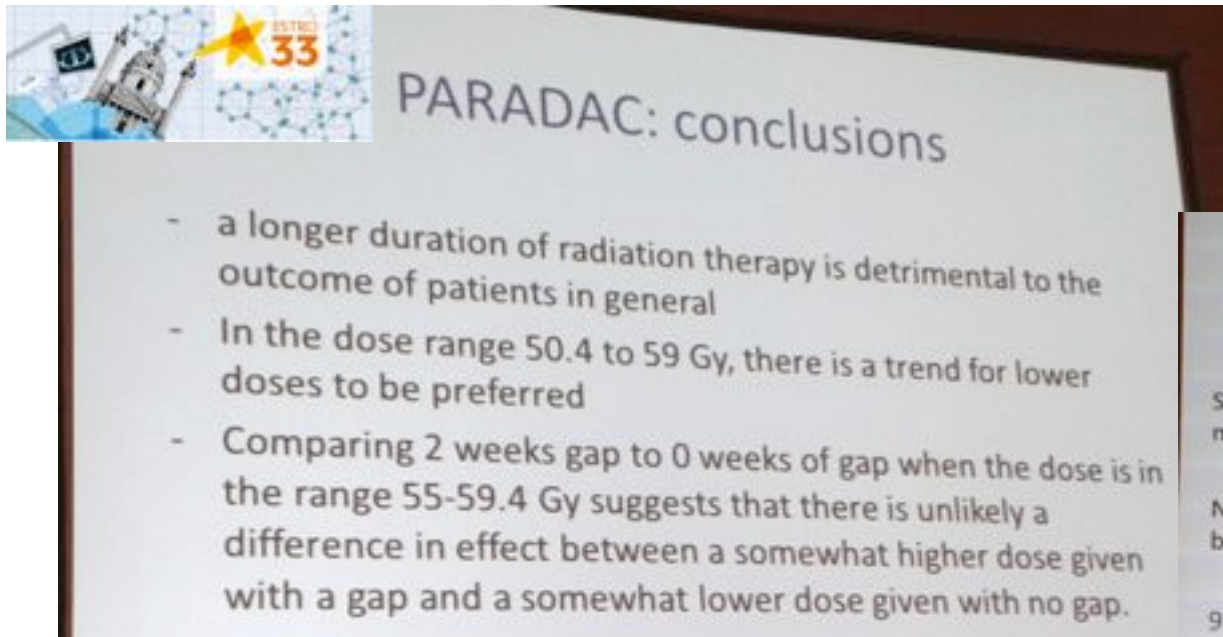 ESTRO
33
PARADAC: conclusions
- a longer duration of radiation therapy is detrimental to the
outcome of patients in general
- In the dose range 50.4 to 59 Gy, there is a trend for lower
doses to be preferred
- Comparing 2 weeks gap to 0 weeks of gap when the dose is in
the range 55-59.4 Gy suggests that there is unlikely a
difference in effect between a somewhat higher dose given
with a gap and a somewhat lower dose given with no gap.